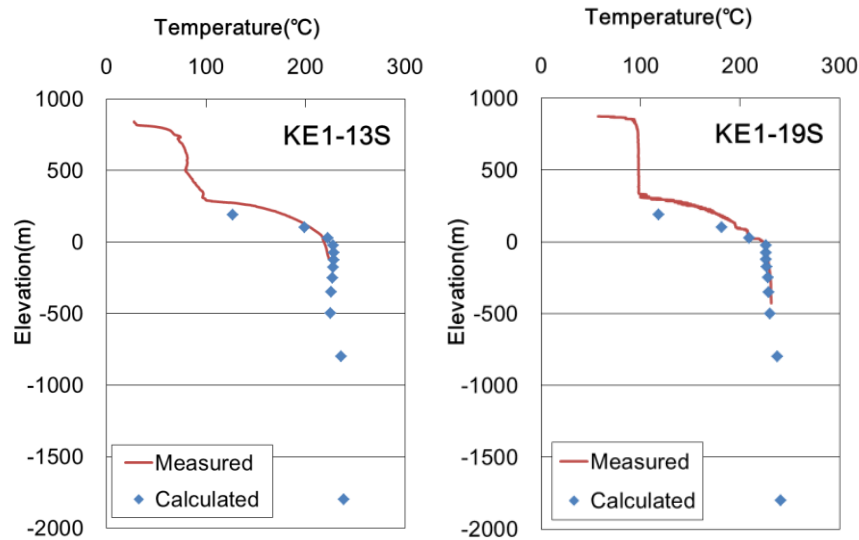 Temperature(℃)
0 100 200 300
1000
500
0
-500
-1000
-1500
-2000
Elevation(m)
KE1-13S
Measured
Calculated
Temperature(℃)
0 100 200 300
1000
500
0
-500
-1000
-1500
-2000
Elevation(m)
KE1-19S
Measured
Calculated